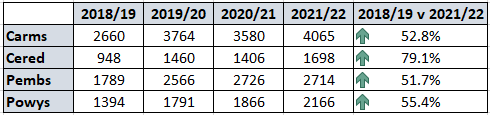 2018/19 2019/20 2020/21 2021/22 2018/19 v 2021/22
Carms 2660 3764 3580 4065 52.8%
Cered 948 1460 1406 1698 79.1%
Pembs 1789 2566 2726 2714 51.7%
Powys 1394 1791 1866 2166 55.4%